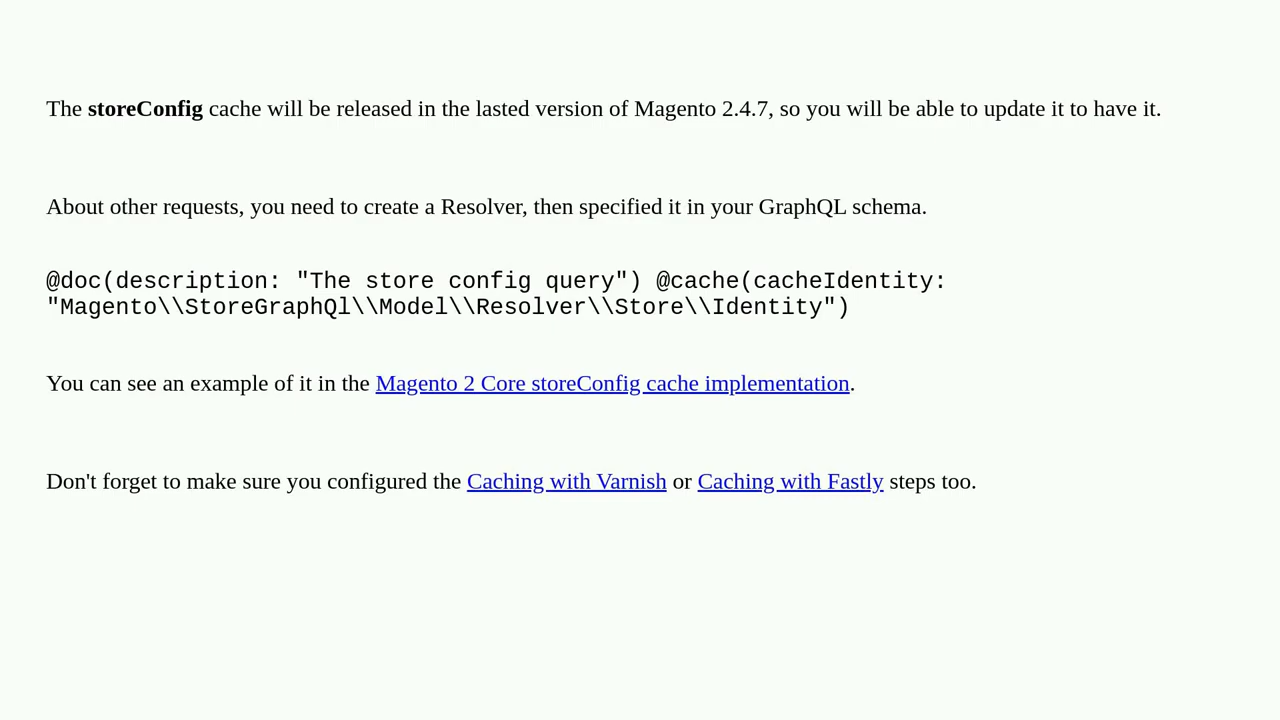 The storeConfig cache will be released in the lasted version of Magento 2.4.7, so you will be able to update it to have it.
About other requests, you need to create a Resolver, then specified it in your GraphQL schema.
@doc(description: "The store config query") @cache(cacheIdentity:
"Magento\\StoreGraphQl\\Model\\Resolver\\Store\\Identity")
You can see an example of it in the Magento 2 Core storeConfig cache implementation.
Don't forget to make sure you configured the Caching with Varnish or Caching with Fastly steps too.